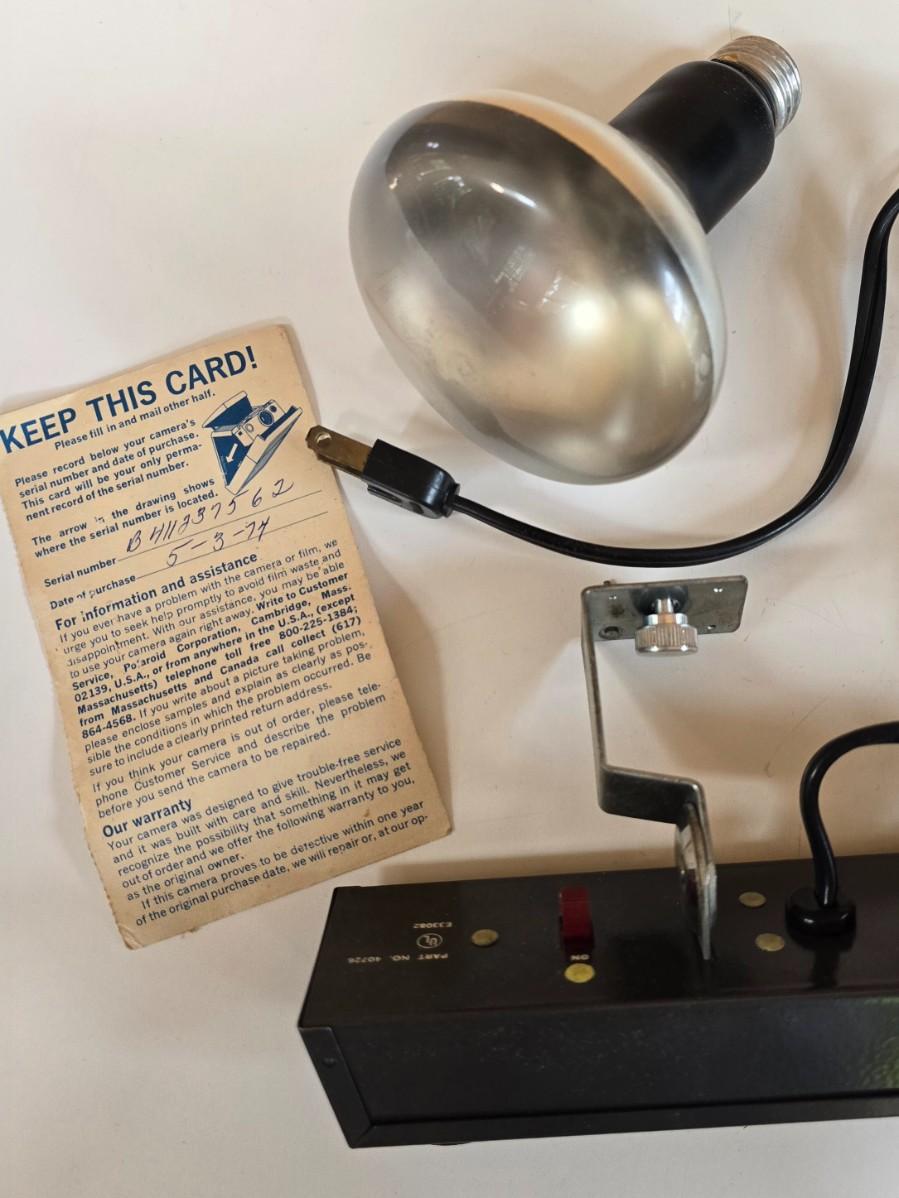 KEEP THIS CARD!
Please fill in and mail other half.
Please record below your camera's
serial number and date of purchase.
This card will be your only perma-
nent record of the serial number.
The arrow in the drawing shows
where the serial number is located.
Serial number B4H237562
Date of purchase 5-3-74
For information and assistance
If you ever have a problem with the camera or film, we
urge you to seek help promptly to avoid film waste and
disappointment. With our assistance, you may be able
to use your camera again right away. Write to Customer
Service, Polaroid Corporation, Cambridge, Mass.
02139, U.S.A., or from anywhere in the U.S.A. (except
Massachusetts) telephone toll free 800-225-1384;
from Massachusetts and Canada call collect (617)
864-4568. If you write about a picture taking problem,
please enclose samples and explain as clearly as pos-
sible the conditions in which the problem occurred. Be
sure to include a clearly printed return address.
If you think your camera is out of order, please tele-
phone Customer Service and describe the problem
before you send the camera to be repaired.
Our warranty
Your camera was designed to give trouble-free service
and it was built with care and skill. Nevertheless, we
recognize the possibility that something in it may get
out of order and we offer the following warranty to you,
as the original owner.
If this camera proves to be defective within one year
of the original purchase date, we will repair or, at our op-
ON
PART NO. 40726
UL
E33082